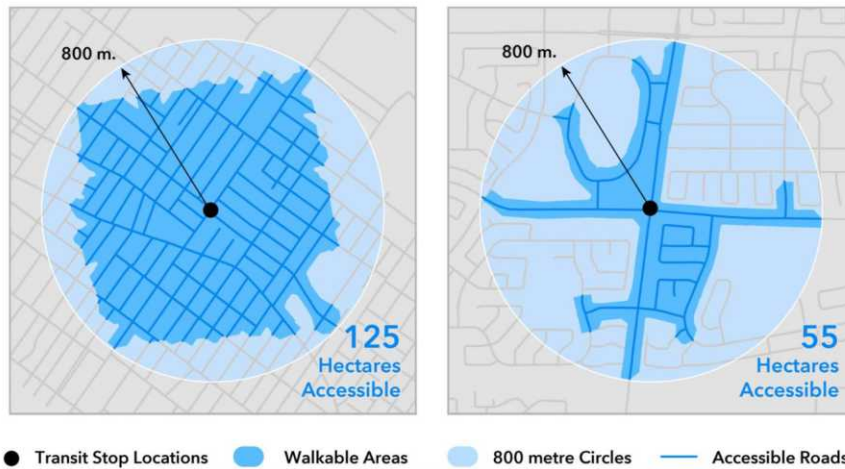 800 m.
125
Hectares
Accessible
800 m.
55
Hectares
Accessible
Transit Stop Locations
Walkable Areas
800 metre Circles
Accessible Roads